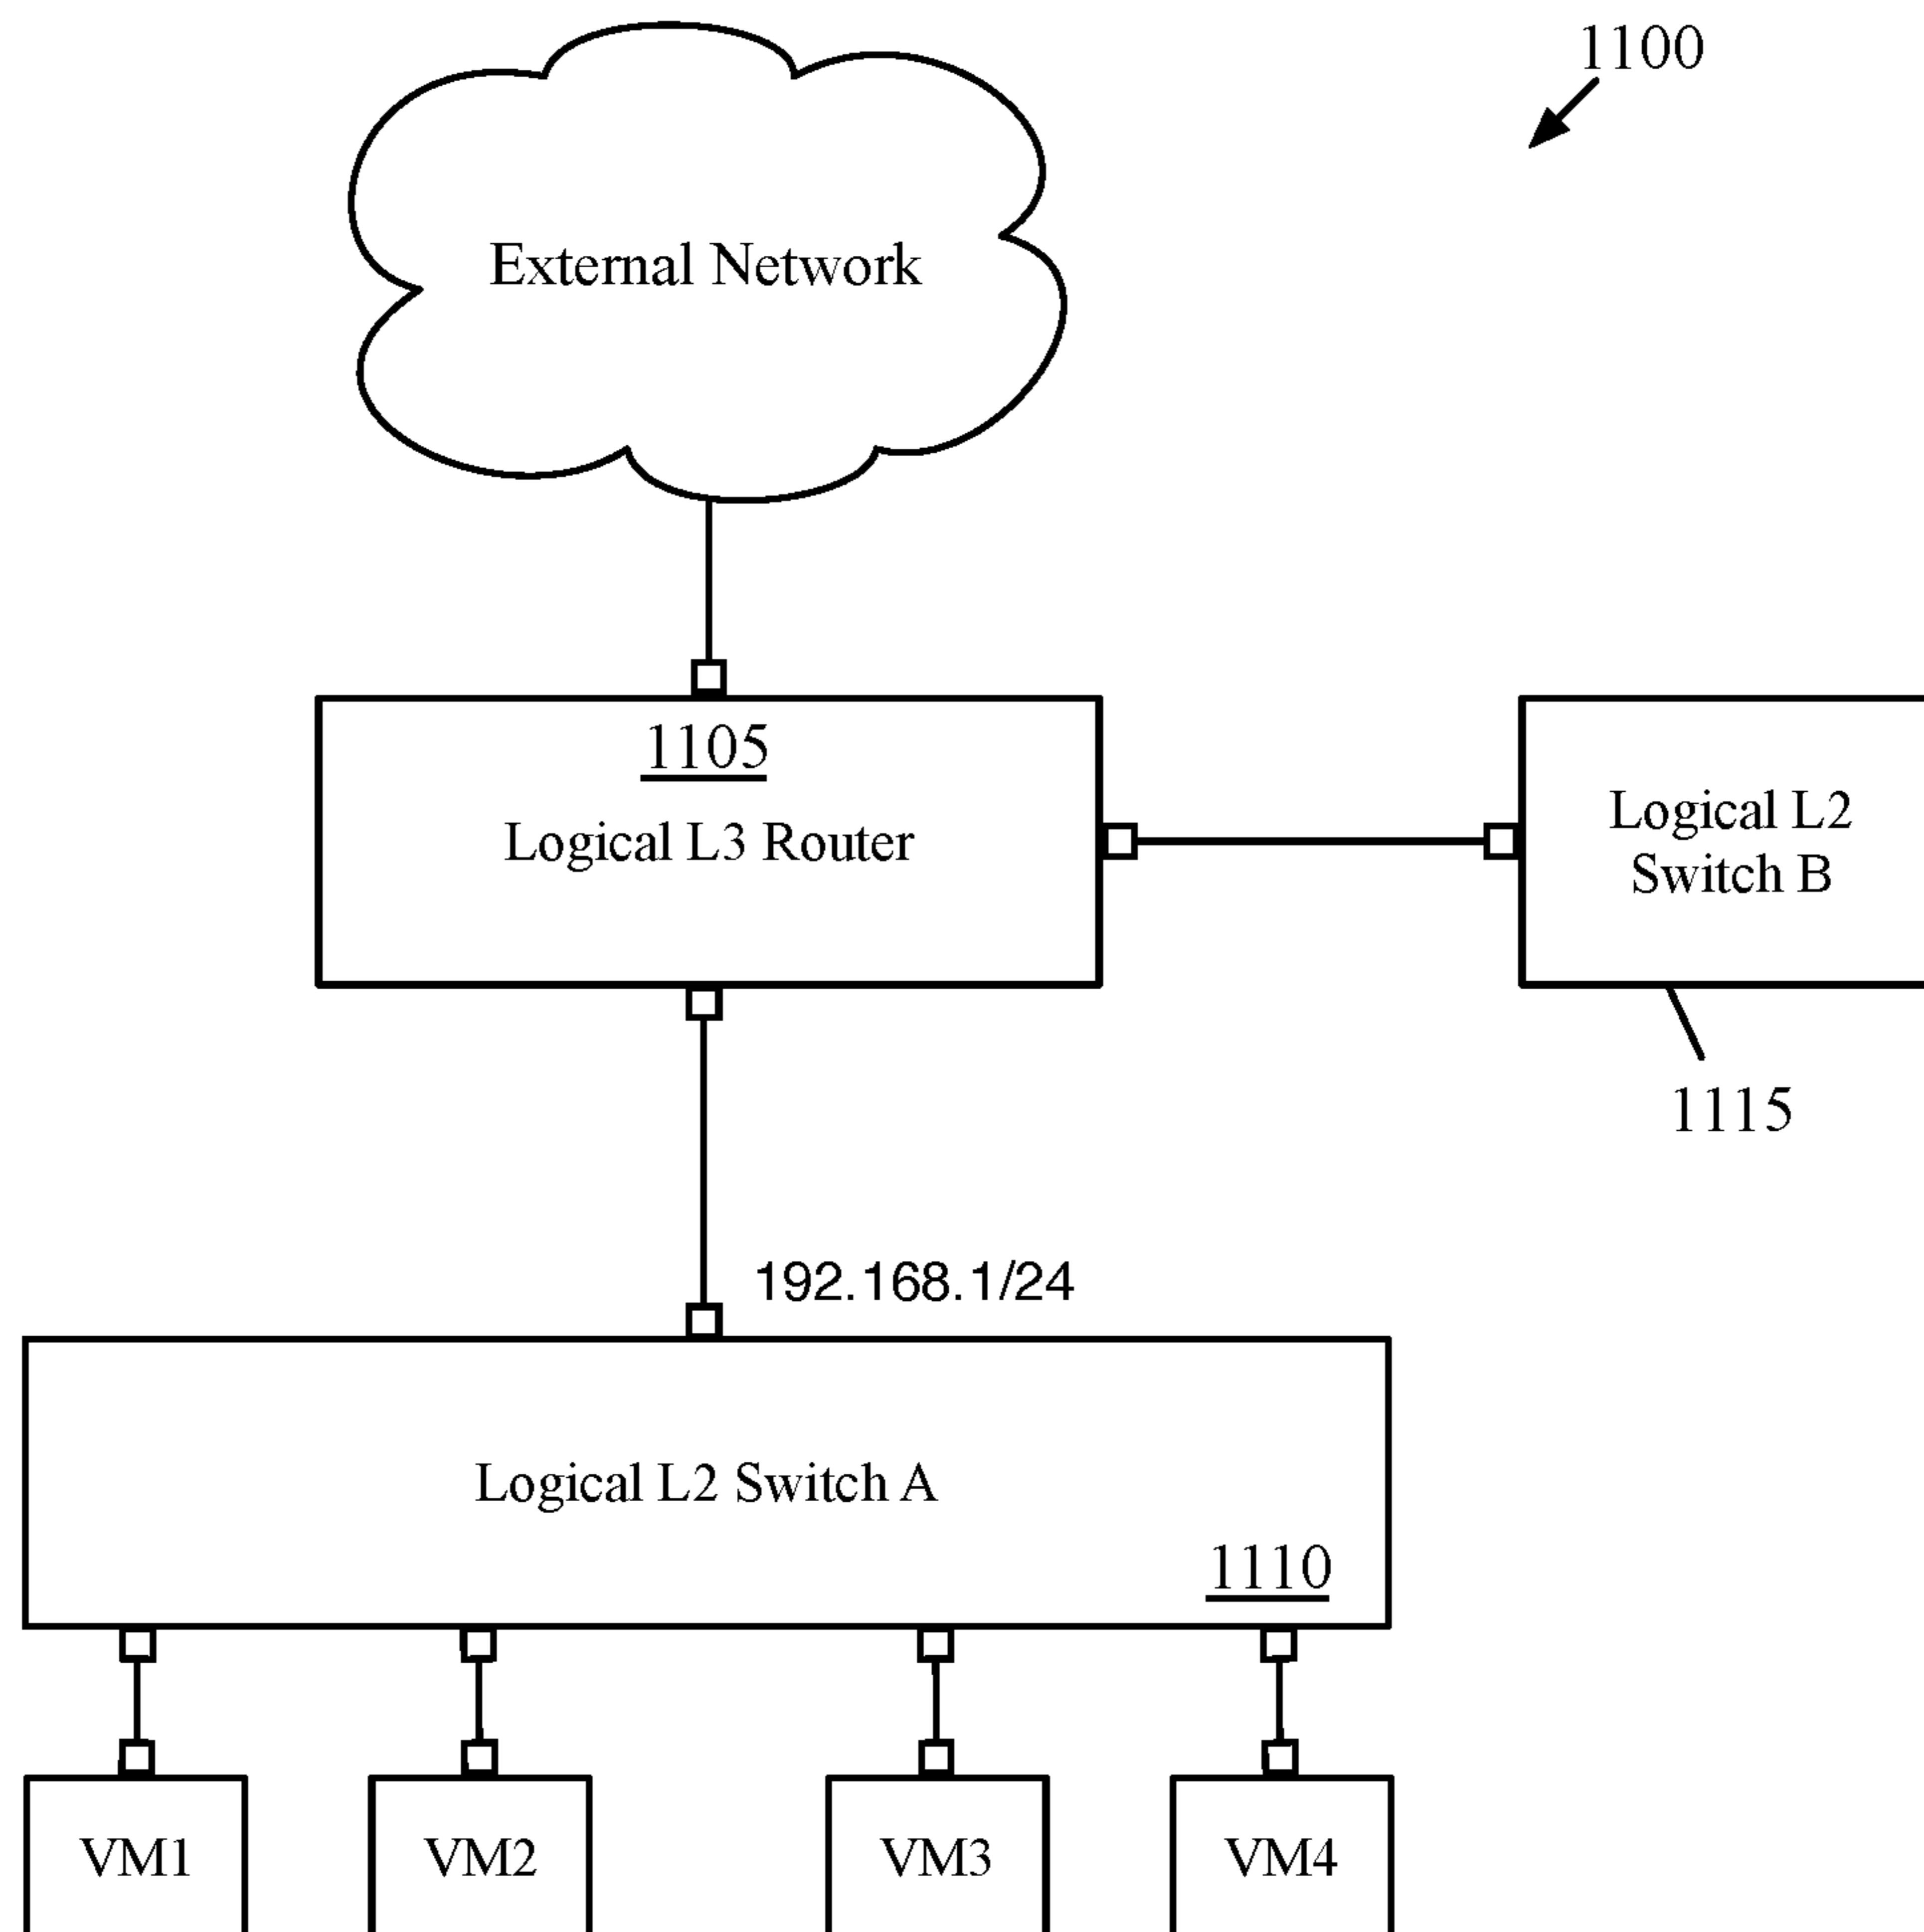 1100
External Network
1105
Logical L3 Router
Logical L2
Switch B
1115
192.168.1/24
Logical L2 Switch A
1110
VM1
VM2
VM3
VM4